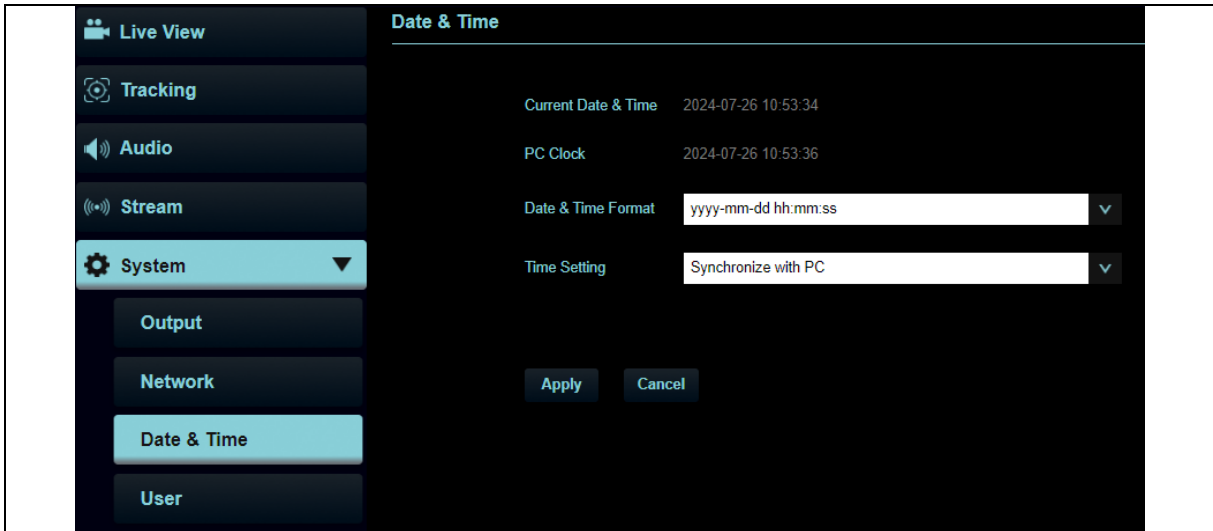 Live View
Tracking
Audio
Stream
System
Output
Network
Date & Time
User
Date & Time
Current Date & Time 2024-07-26 10:53:34
PC Clock 2024-07-26 10:53:36
Date & Time Format yyyy-mm-dd hh:mm:ss
Time Setting Synchronize with PC
Apply Cancel